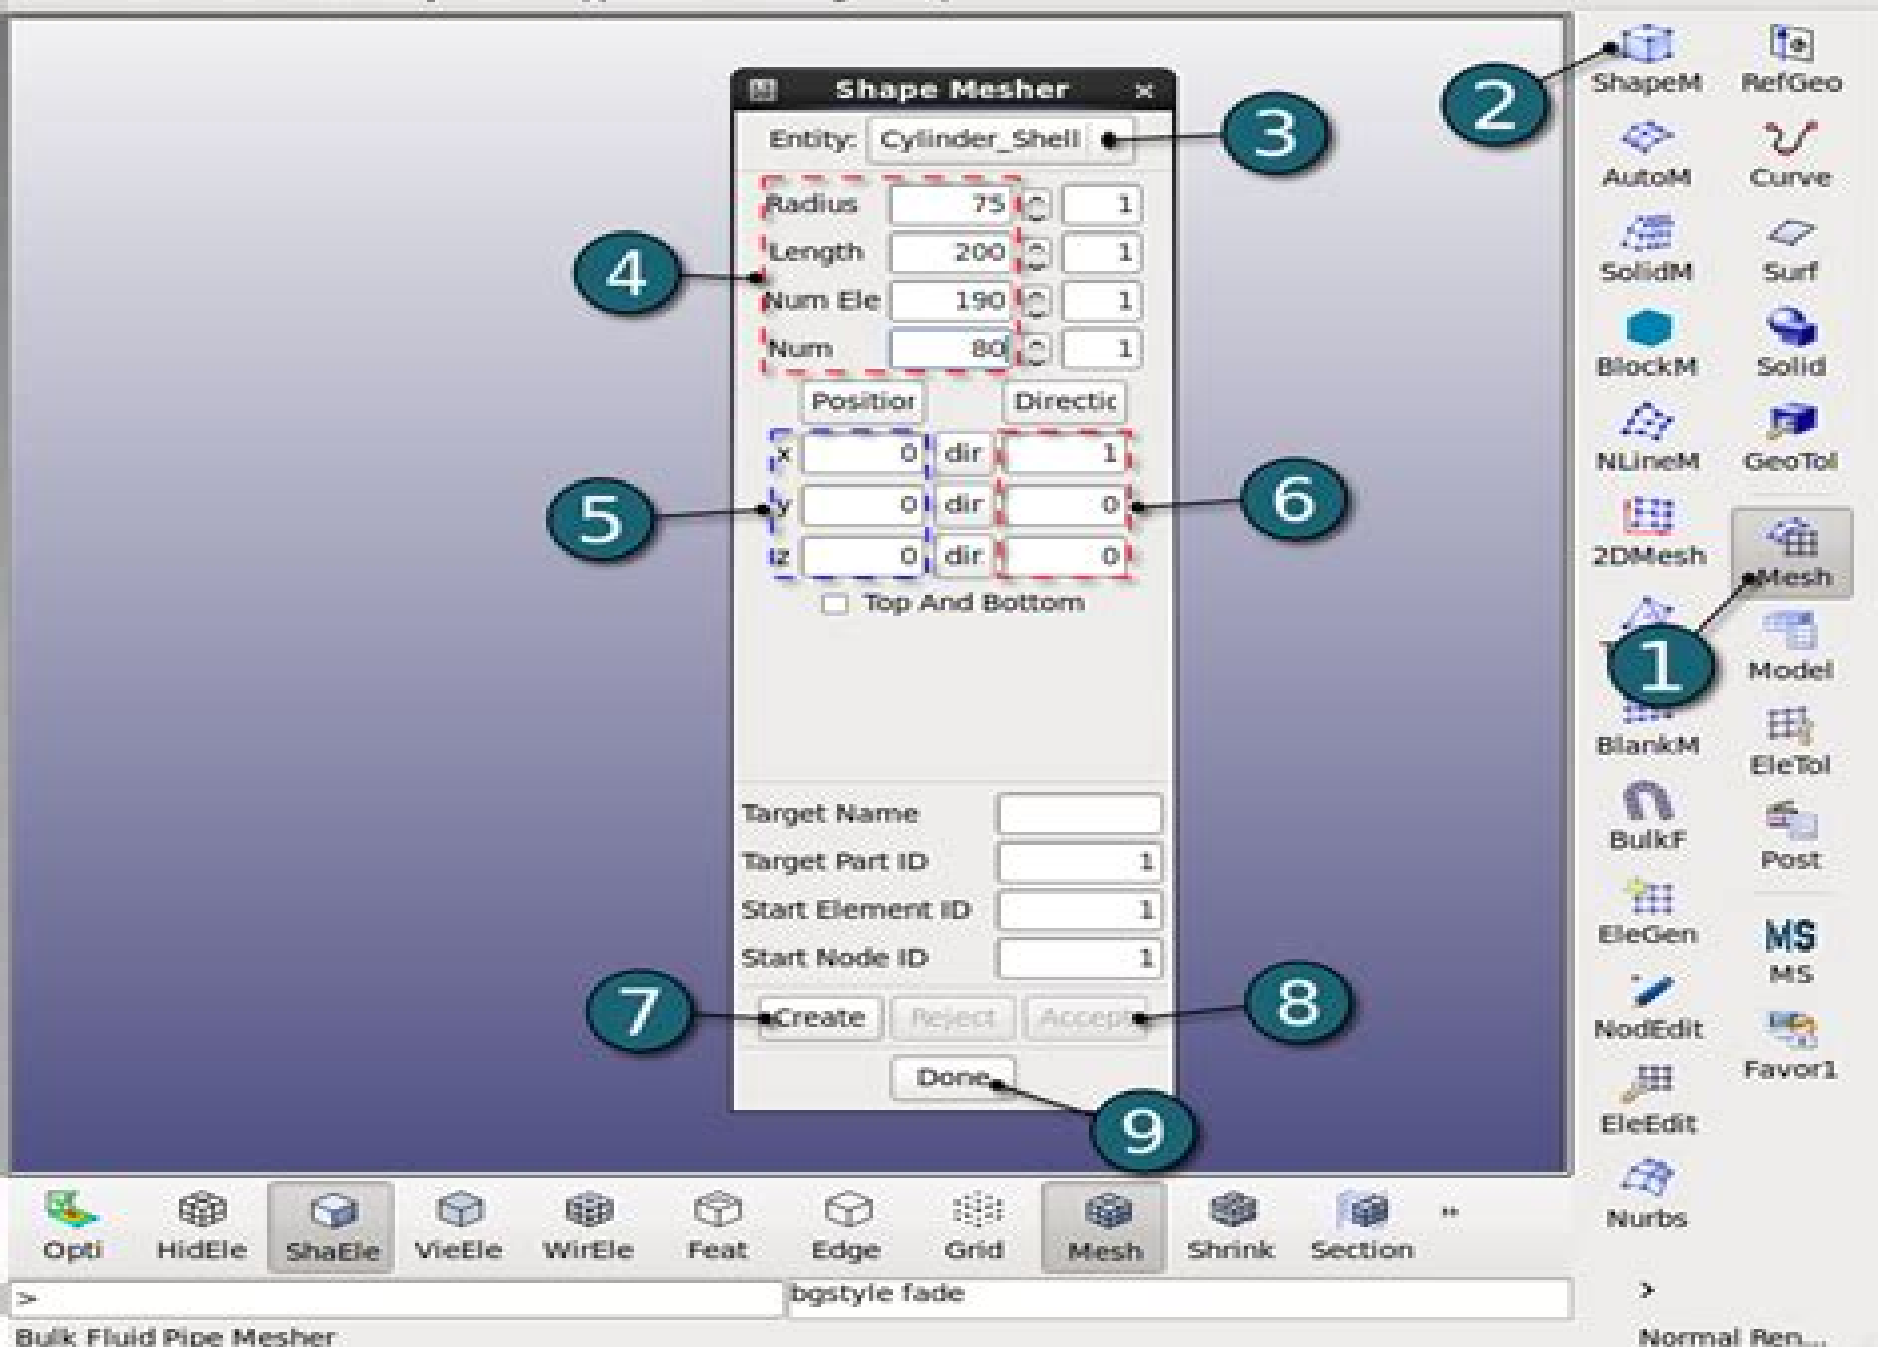 Shape Mesher
Entity: Cylinder_Shell
Radius 75 1
Length 200 1
Num Ele 190 1
Num 80 1
Position Directic
x 0 dir 1
y 0 dir 0
z 0 dir 0
Top And Bottom
Target Name
Target Part ID 1
Start Element ID 1
Start Node ID 1
Create Reject Accept
Done
1
2
3
4
5
6
7
8
9
ShapeM RefGeo
AutoM Curve
SolidM Surf
BlockM Solid
NLineM GeoTol
2DMesh Mesh
Model
BlankM EleTol
BulkF Post
EleGen MS
MS
NodEdit Favor1
EleEdit
Nurbs
Opti HidEle ShaEle VieEle WirEle Feat Edge Grid Mesh Shrink Section »
> bgstyle fade >
Bulk Fluid Pipe Mesher Normal Ren...